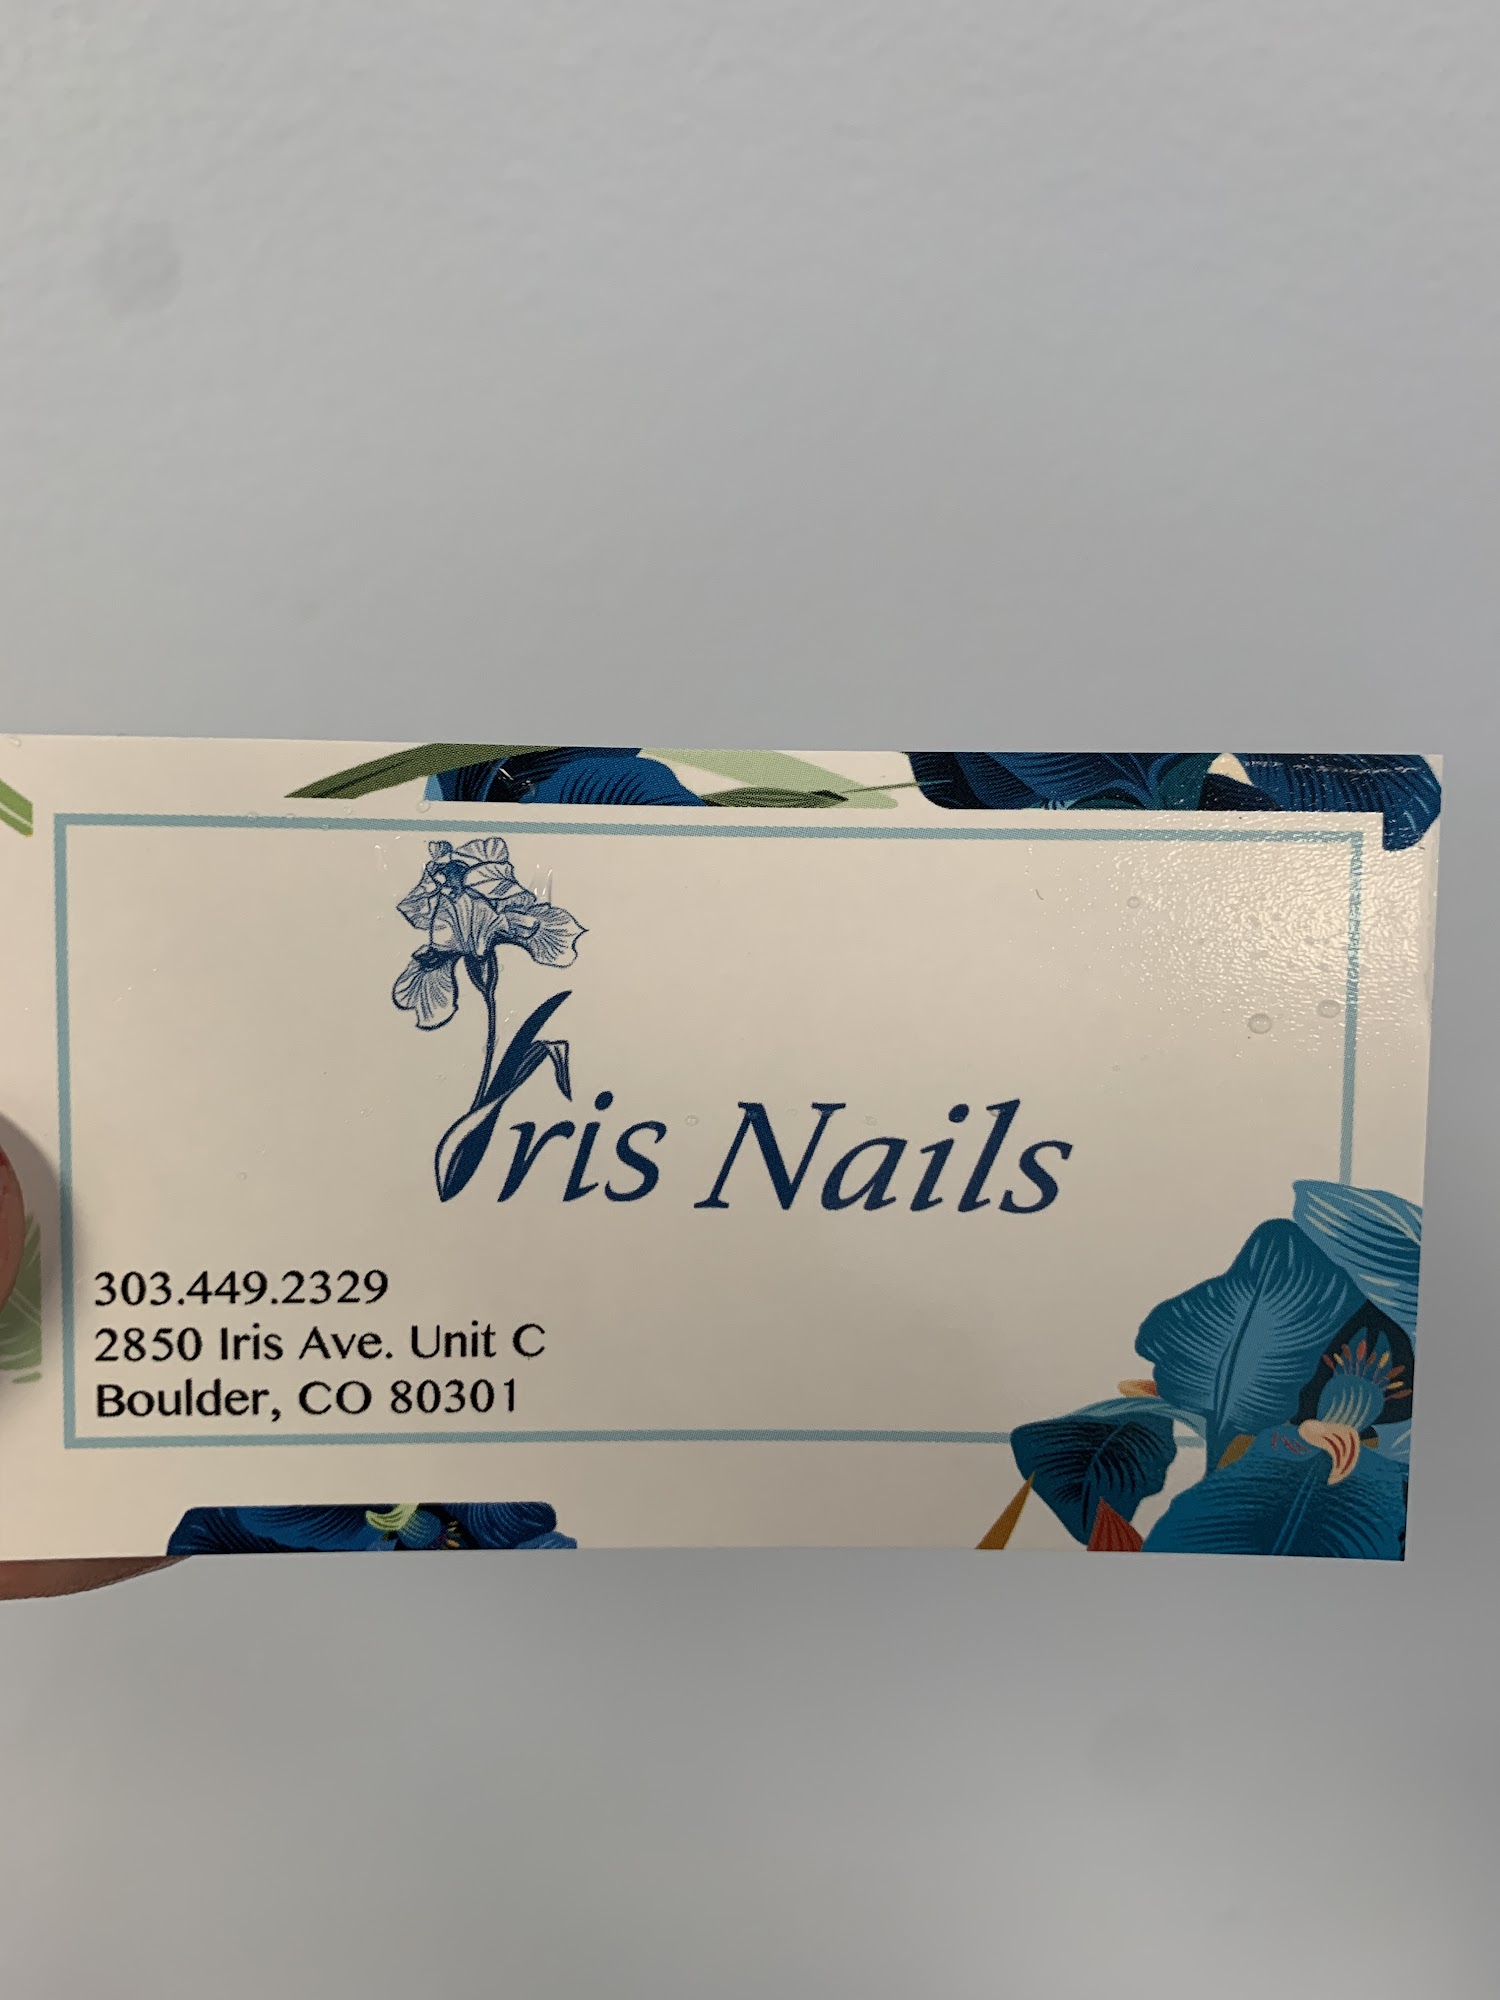 Iris Nails
303.449.2329
2850 Iris Ave. Unit C
Boulder, CO 80301